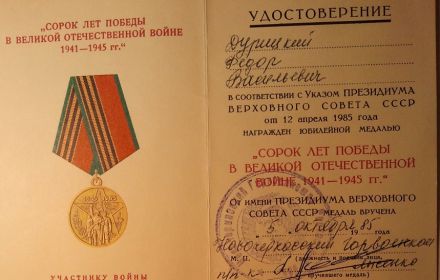 „СОРОК ЛЕТ ПОБЕДЫ
В ВЕЛИКОЙ ОТЕЧЕСТВЕННОЙ ВОЙНЕ
1941—1945 гг.“
УЧАСТНИКУ ВОЙНЫ
УДОСТОВЕРЕНИЕ
Дурицкий
Федор
Васильевич
В СООТВЕТСТВИИ С УКАЗОМ ПРЕЗИДИУМА
ВЕРХОВНОГО СОВЕТА СССР
от 12 апреля 1985 года
НАГРАЖДЕН ЮБИЛЕЙНОЙ МЕДАЛЬЮ
„СОРОК ЛЕТ ПОБЕДЫ
В ВЕЛИКОЙ ОТЕЧЕСТВЕННОЙ
ВОЙНЕ 1941—1945 гг.“
От имени ПРЕЗИДИУМА ВЕРХОВНОГО
СОВЕТА СССР МЕДАЛЬ ВРУЧЕНА
5 октября 1985 года
Новочеркасский горвоенком
М. П.